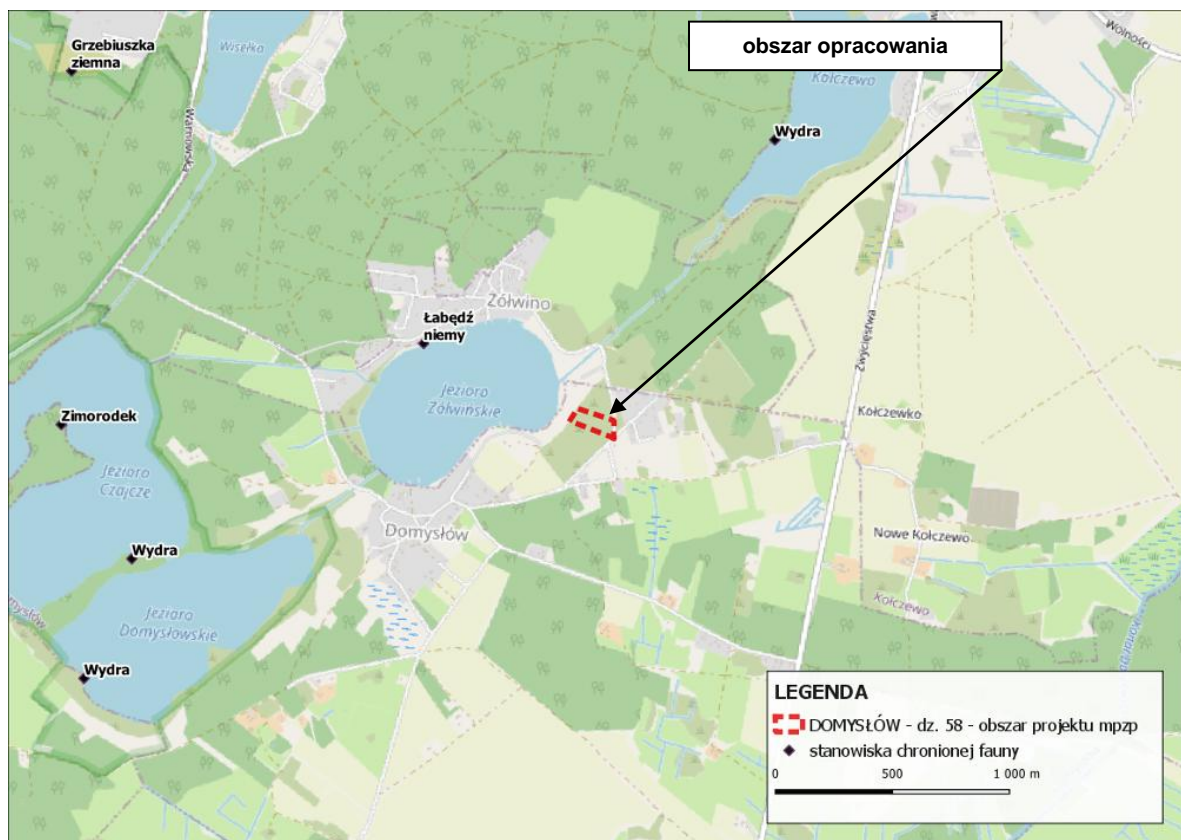 obszar opracowania
Grzebiuszka
ziemna
Wisełka
Kołczewo
Wolności
Warnowska
Wydra
Żółwino
Łabędź
niemy
Jezioro
Żółwińskie
Zwycięstwa
Kołczewko
Zimorodek
Jezioro
Czajcze
Domysłów
Nowe Kołczewo
Wydra
Jezioro
Domysłowskie
Kołczewo
Wydra
LEGENDA
DOMYSŁÓW - dz. 58 - obszar projektu mpzp
stanowiska chronionej fauny
0 500 1 000 m